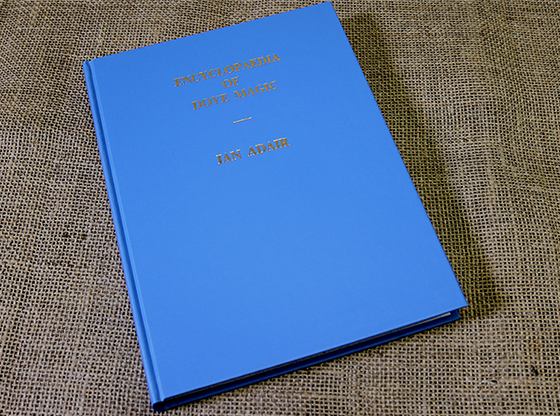 ENCYCLOPAEDIA
OF
DOVE MAGIC
IAN ADAIR